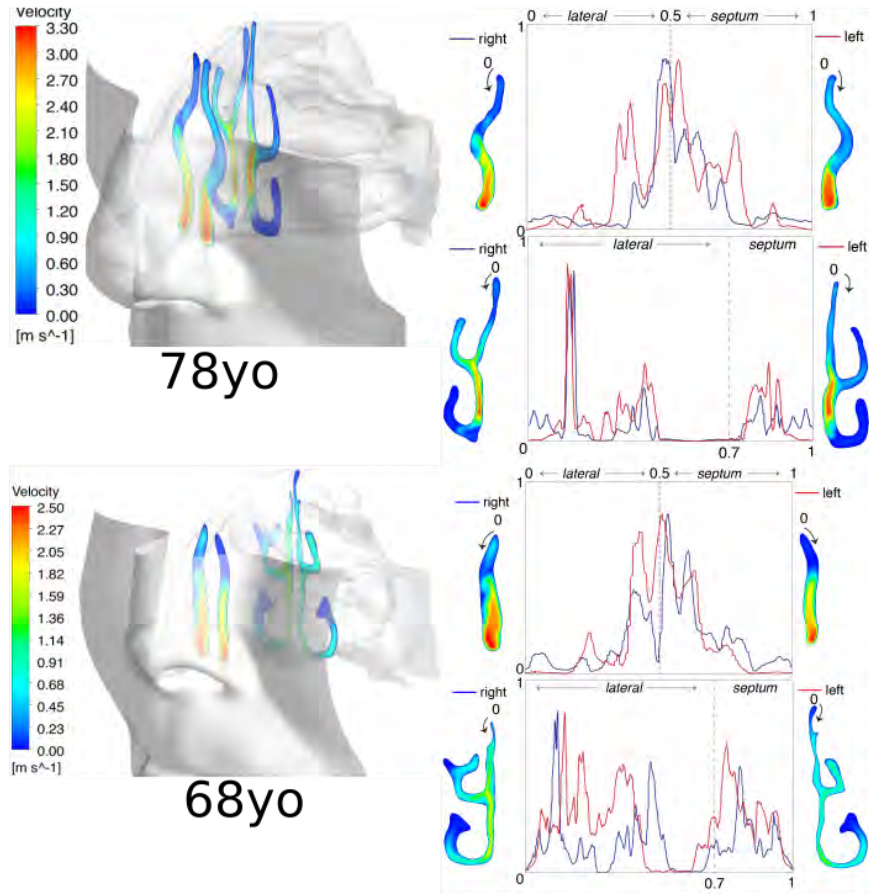 Velocity
3.30
3.00
2.70
2.40
2.10
1.80
1.50
1.20
0.90
0.60
0.30
0.00
[m s^-1]
78yo
0 lateral 0.5 septum 1
right
0
1
0
left
0
right
0
1
lateral
septum
left
0
0
0.7
1
Velocity
2.50
2.27
2.05
1.82
1.59
1.36
1.14
0.91
0.68
0.45
0.23
0.00
[m s^-1]
68yo
0 lateral 0.5 septum 1
right
0
1
0
left
0
right
0
1
lateral
septum
left
0
0
0.7
1